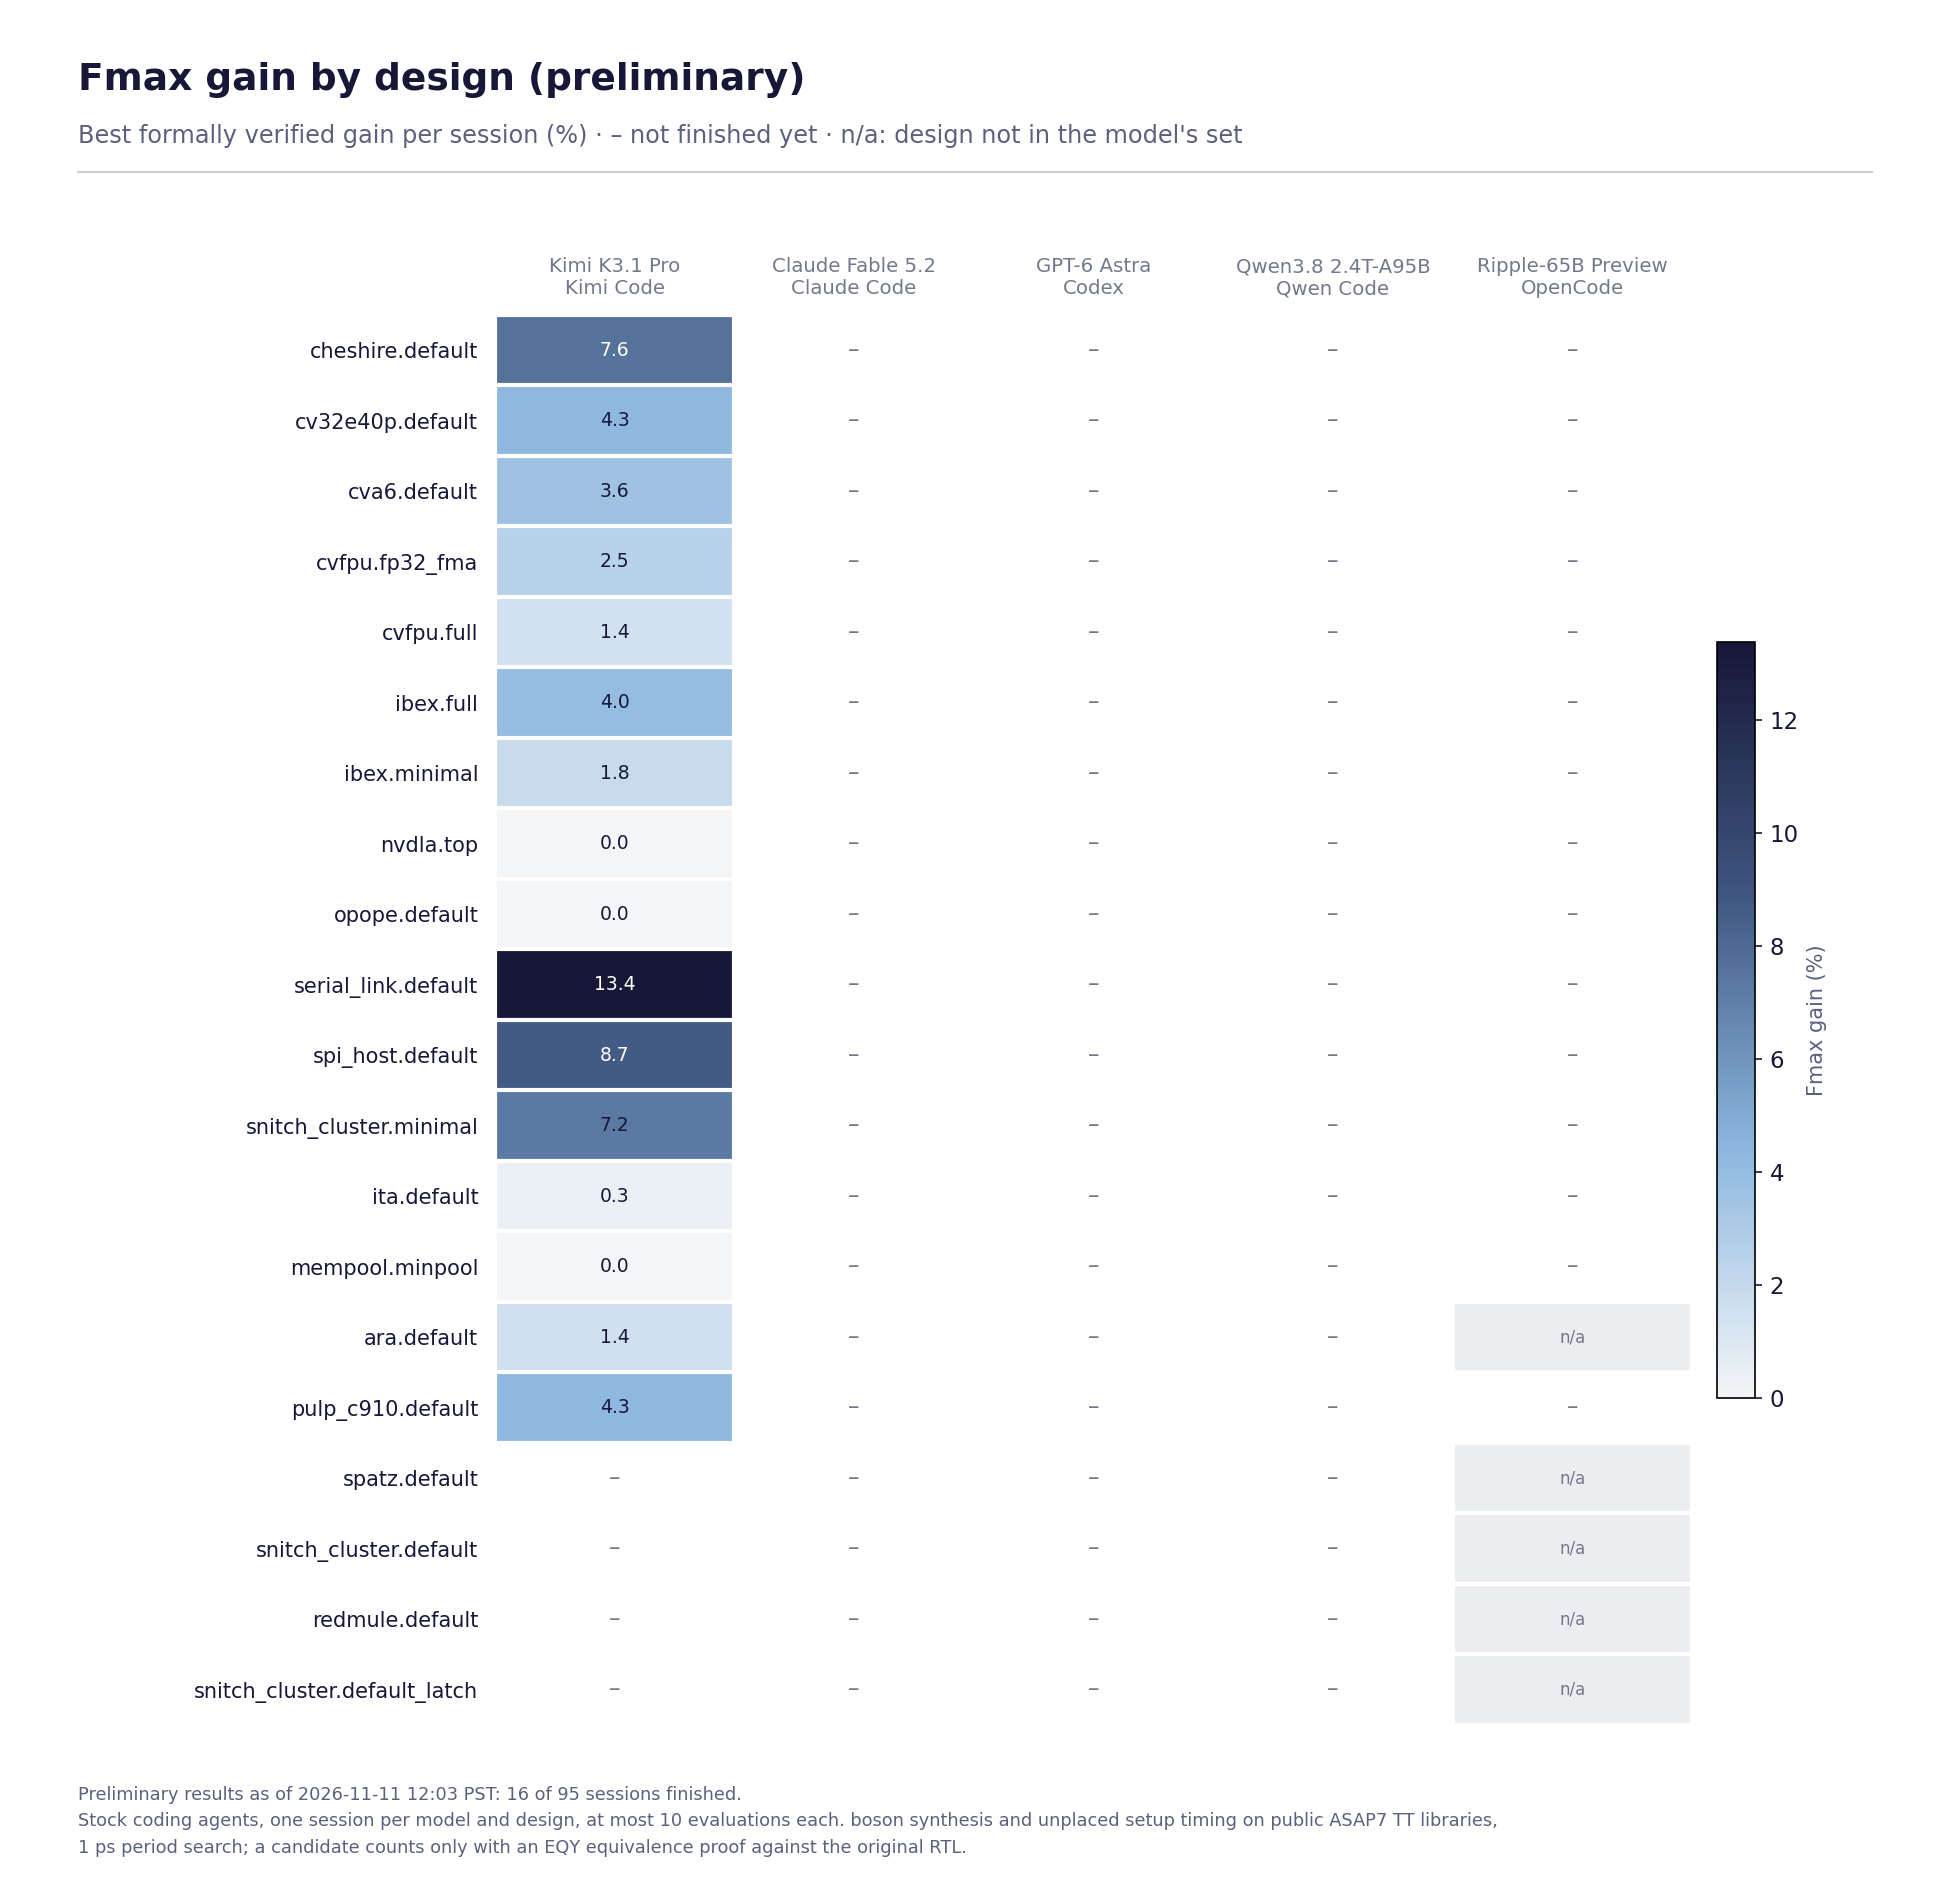 Fmax gain by design (preliminary)
Best formally verified gain per session (%) · – not finished yet · n/a: design not in the model's set
Kimi K3.1 Pro Claude Fable 5.2 GPT-6 Astra Qwen3.8 2.4T-A95B Ripple-65B Preview
Kimi Code Claude Code Codex Qwen Code OpenCode
cheshire.default 7.6 – – – –
cv32e40p.default 4.3 – – – –
cva6.default 3.6 – – – –
cvfpu.fp32_fma 2.5 – – – –
cvfpu.full 1.4 – – – –
ibex.full 4.0 – – – –
ibex.minimal 1.8 – – – –
nvdla.top 0.0 – – – –
opope.default 0.0 – – – –
serial_link.default 13.4 – – – –
spi_host.default 8.7 – – – –
snitch_cluster.minimal 7.2 – – – –
ita.default 0.3 – – – –
mempool.minpool 0.0 – – – –
ara.default 1.4 – – – n/a
pulp_c910.default 4.3 – – – –
spatz.default – – – – n/a
snitch_cluster.default – – – – n/a
redmule.default – – – – n/a
snitch_cluster.default_latch – – – – n/a
12
10
8
6
4
2
0
Fmax gain (%)
Preliminary results as of 2026-11-11 12:03 PST: 16 of 95 sessions finished.
Stock coding agents, one session per model and design, at most 10 evaluations each. boson synthesis and unplaced setup timing on public ASAP7 TT libraries,
1 ps period search; a candidate counts only with an EQY equivalence proof against the original RTL.